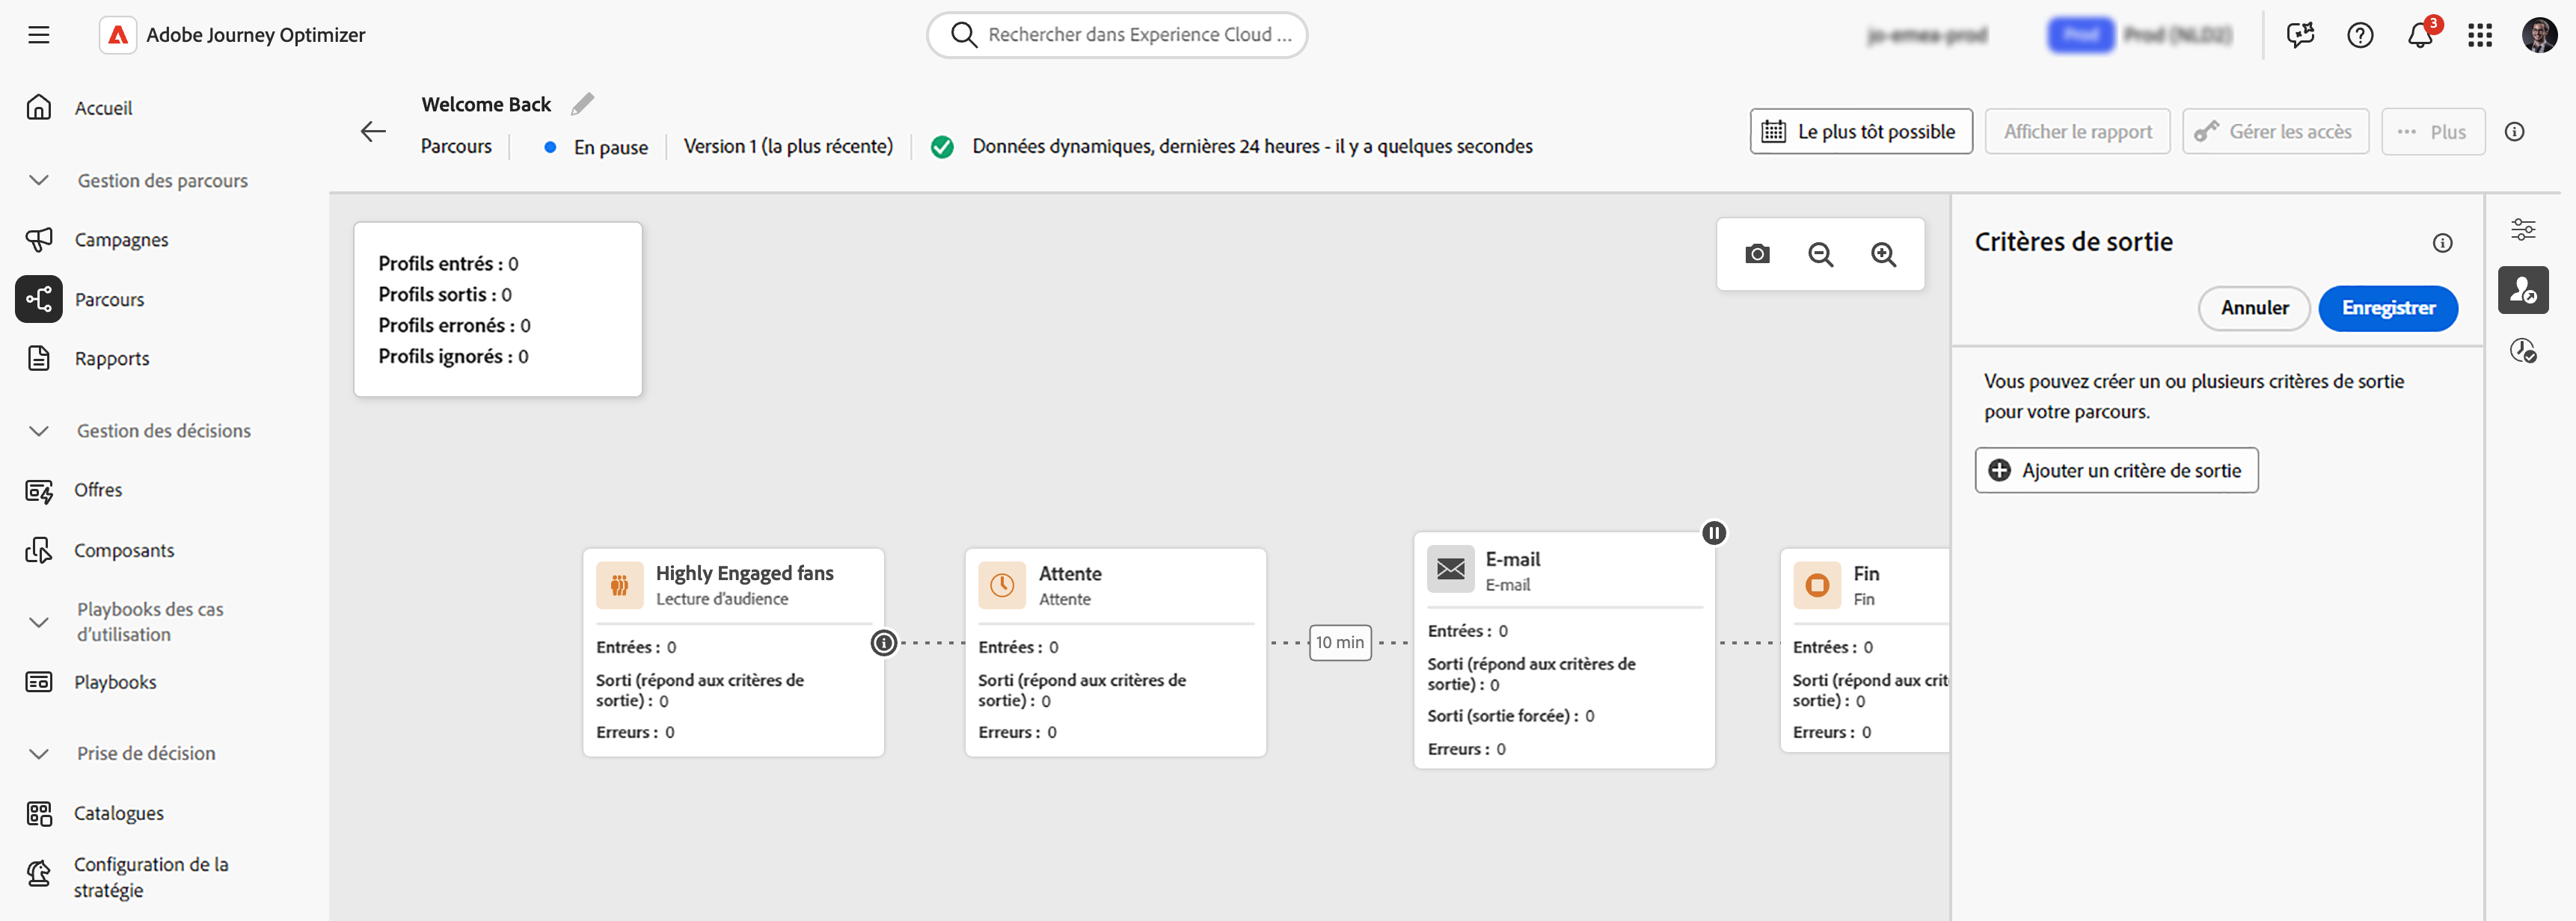 Adobe Journey Optimizer
Rechercher dans Experience Cloud ...
3
Accueil
Gestion des parcours
Campagnes
Parcours
Rapports
Gestion des décisions
Offres
Composants
Playbooks des cas
d'utilisation
Playbooks
Prise de décision
Catalogues
Configuration de la
stratégie
Welcome Back
Parcours
En pause
Version 1 (la plus récente)
Données dynamiques, dernières 24 heures - il y a quelques secondes
Le plus tôt possible
Afficher le rapport
Gérer les accès
··· Plus
Profils entrés : 0
Profils sortis : 0
Profils erronés : 0
Profils ignorés : 0
Highly Engaged fans
Lecture d'audience
Entrées : 0
Sorti (répond aux critères de
sortie) : 0
Erreurs : 0
Attente
Attente
Entrées : 0
Sorti (répond aux critères de
sortie) : 0
Erreurs : 0
10 min
E-mail
E-mail
Entrées : 0
Sorti (répond aux critères de
sortie) : 0
Sorti (sortie forcée) : 0
Erreurs : 0
Fin
Fin
Entrées : 0
Sorti (répond aux crit
sortie) : 0
Erreurs : 0
Critères de sortie
Annuler
Enregistrer
Vous pouvez créer un ou plusieurs critères de sortie
pour votre parcours.
Ajouter un critère de sortie